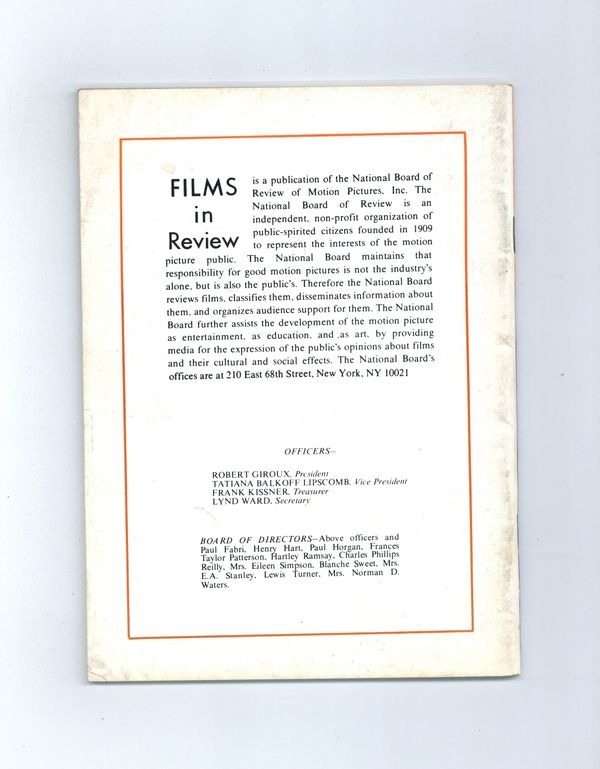 FILMS
in
Review
is a publication of the National Board of
Review of Motion Pictures, Inc. The
National Board of Review is an
independent, non-profit organization of
public-spirited citizens founded in 1909
to represent the interests of the motion
picture public. The National Board maintains that
responsibility for good motion pictures is not the industry's
alone, but is also the public's. Therefore the National Board
reviews films, classifies them, disseminates information about
them, and organizes audience support for them. The National
Board further assists the development of the motion picture
as entertainment, as education, and as art, by providing
media for the expression of the public's opinions about films
and their cultural and social effects. The National Board's
offices are at 210 East 68th Street, New York, NY 10021
OFFICERS—
ROBERT GIROUX, President
TATIANA BALKOFF LIPSCOMB, Vice President
FRANK KISSNER, Treasurer
LYND WARD, Secretary
BOARD OF DIRECTORS—Above officers and
Paul Fabri, Henry Hart, Paul Horgan, Frances
Taylor Patterson, Hartley Ramsay, Charles Phillips
Reilly, Mrs. Eileen Simpson, Blanche Sweet, Mrs.
E.A. Stanley, Lewis Turner, Mrs. Norman D.
Waters.